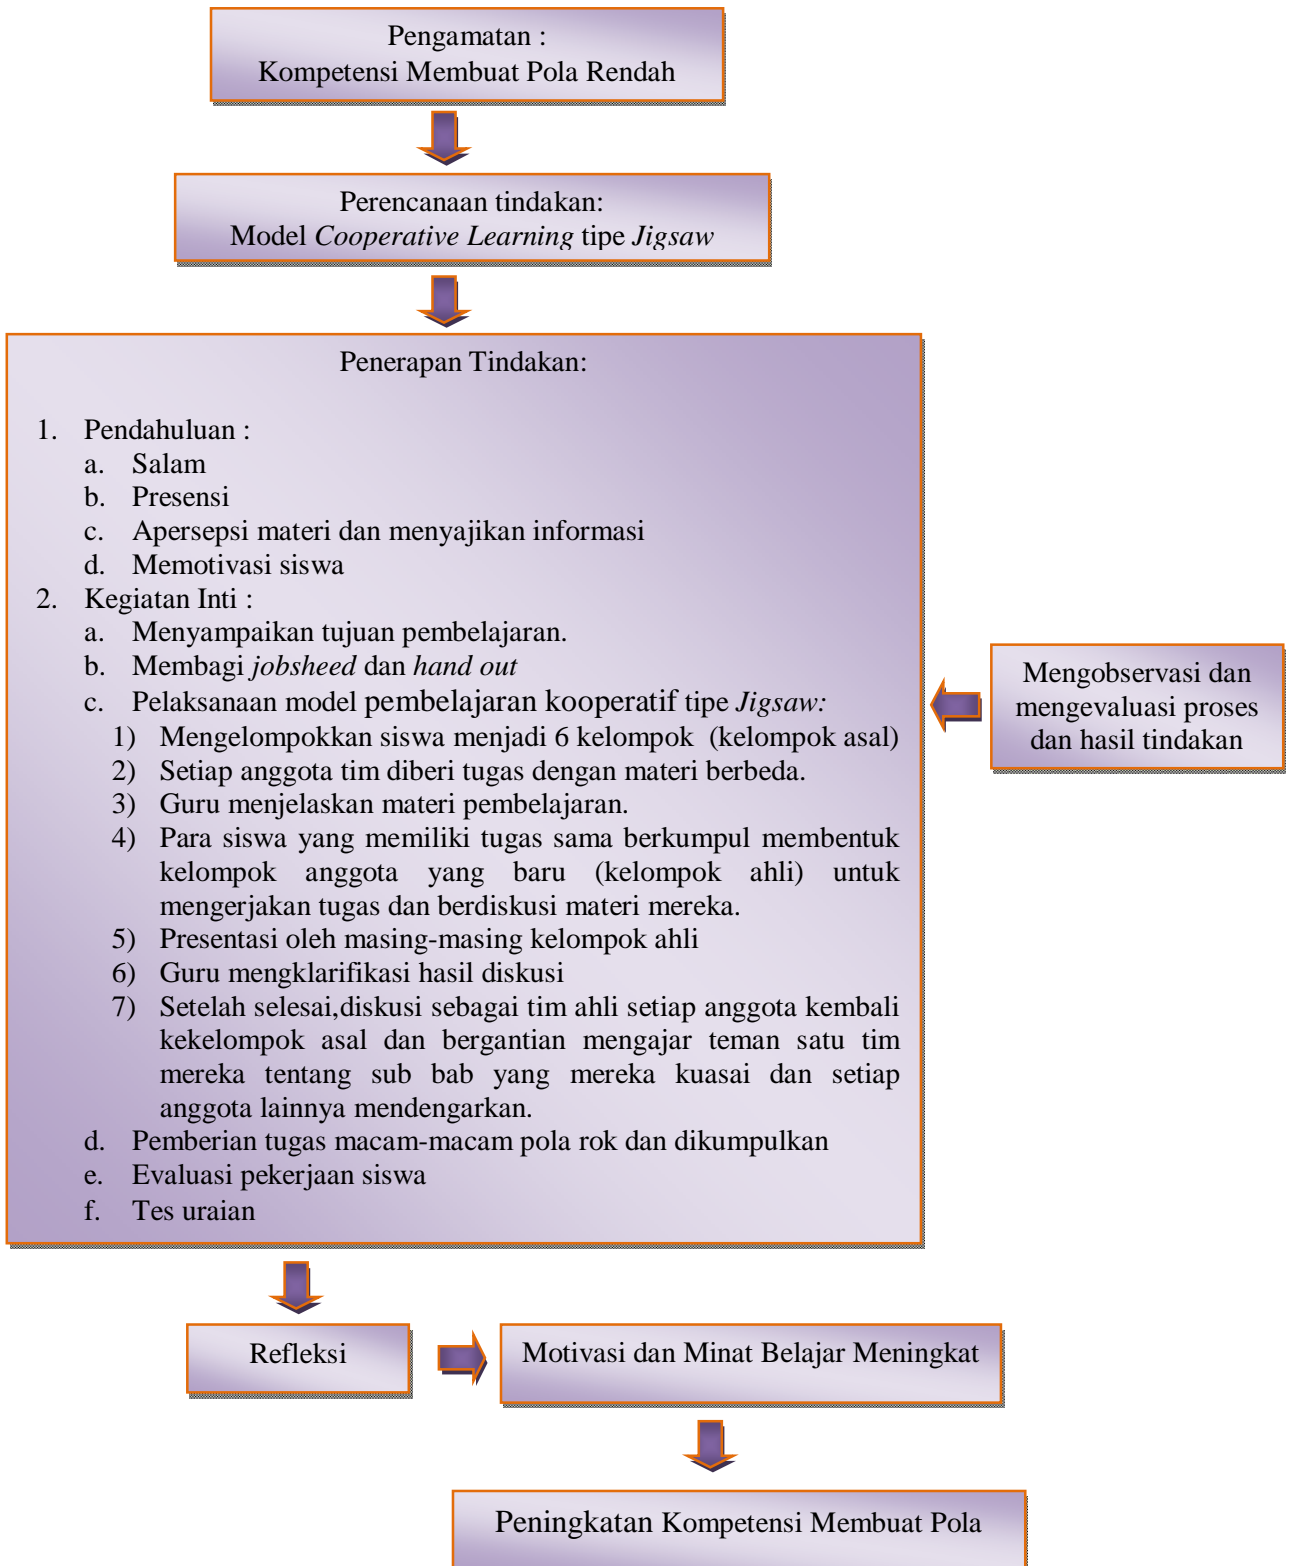 Pengamatan :
Kompetensi Membuat Pola Rendah
Perencanaan tindakan:
Model Cooperative Learning tipe Jigsaw
Penerapan Tindakan:
1. Pendahuluan :
a. Salam
b. Presensi
c. Apersepsi materi dan menyajikan informasi
d. Memotivasi siswa
2. Kegiatan Inti :
a. Menyampaikan tujuan pembelajaran.
b. Membagi jobsheed dan hand out
c. Pelaksanaan model pembelajaran kooperatif tipe Jigsaw:
1) Mengelompokkan siswa menjadi 6 kelompok (kelompok asal)
2) Setiap anggota tim diberi tugas dengan materi berbeda.
3) Guru menjelaskan materi pembelajaran.
4) Para siswa yang memiliki tugas sama berkumpul membentuk
kelompok anggota yang baru (kelompok ahli) untuk
mengerjakan tugas dan berdiskusi materi mereka.
5) Presentasi oleh masing-masing kelompok ahli
6) Guru mengklarifikasi hasil diskusi
7) Setelah selesai,diskusi sebagai tim ahli setiap anggota kembali
kekelompok asal dan bergantian mengajar teman satu tim
mereka tentang sub bab yang mereka kuasai dan setiap
anggota lainnya mendengarkan.
d. Pemberian tugas macam-macam pola rok dan dikumpulkan
e. Evaluasi pekerjaan siswa
f. Tes uraian
Mengobservasi dan
mengevaluasi proses
dan hasil tindakan
Refleksi
Motivasi dan Minat Belajar Meningkat
Peningkatan Kompetensi Membuat Pola